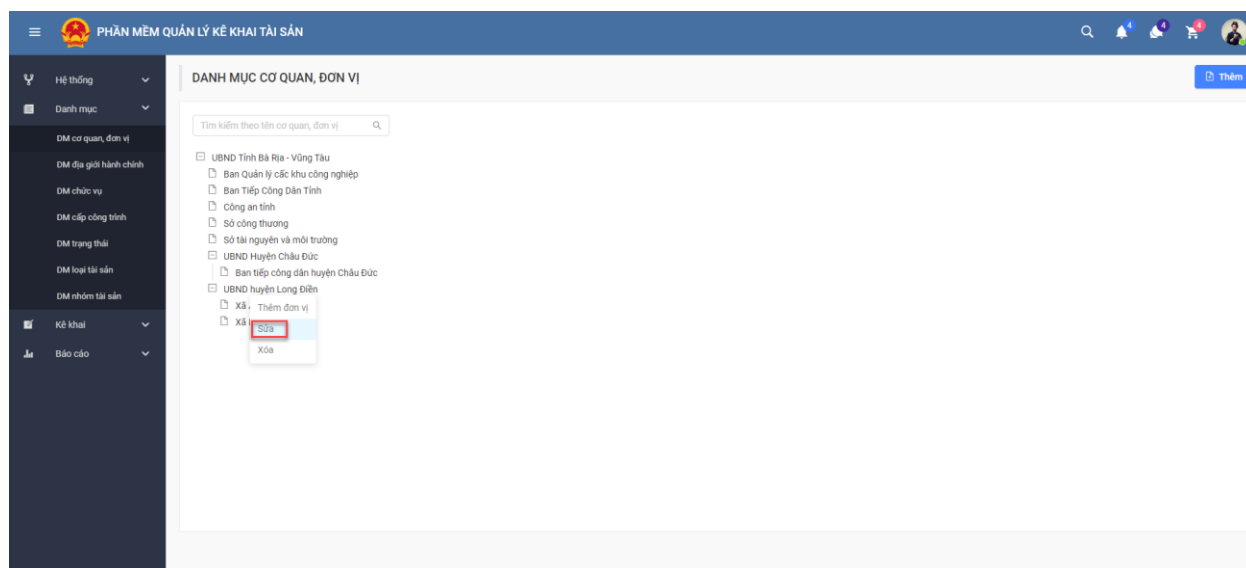 PHẦN MỀM QUẢN LÝ KÊ KHAI TÀI SẢN
4
4
4
Hệ thống
Danh mục
DM cơ quan, đơn vị
DM địa giới hành chính
DM chức vụ
DM cấp công trình
DM trạng thái
DM loại tài sản
DM nhóm tài sản
Kê khai
Báo cáo
DANH MỤC CƠ QUAN, ĐƠN VỊ
Thêm
Tìm kiếm theo tên cơ quan, đơn vị
UBND Tỉnh Bà Rịa - Vũng Tàu
Ban Quản lý cấc khu công nghiệp
Ban Tiếp Công Dân Tỉnh
Công an tỉnh
Sở công thương
Sở tài nguyên và môi trường
UBND Huyện Châu Đức
Ban tiếp công dân huyện Châu Đức
UBND huyện Long Điền
Xã
Xã
Thêm đơn vị
Sửa
Xóa